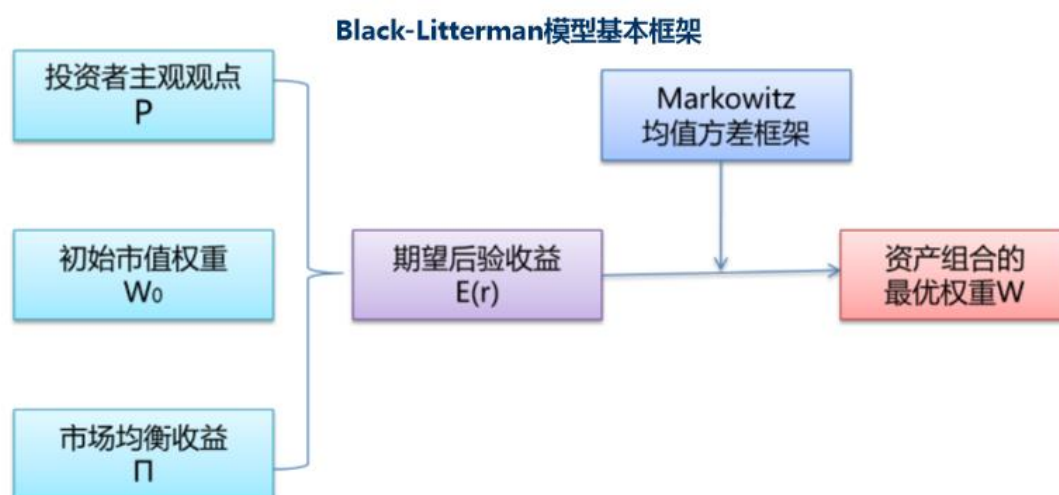 Black-Litterman模型基本框架
投资者主观观点
P
Markowitz
均值方差框架
初始市值权重
W₀
期望后验收益
E(r)
资产组合的
最优权重W
市场均衡收益
Π